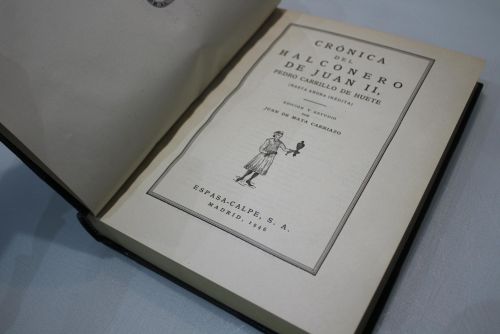 CRÓNICA
DEL
HALCONERO
DE JUAN II,
PEDRO CARRILLO DE HUETE
(HASTA AHORA INÉDITA)
EDICIÓN Y ESTUDIO
POR
JUAN DE MATA CARRIAZO
ESPASA-CALPE, S. A.
MADRID, 1946